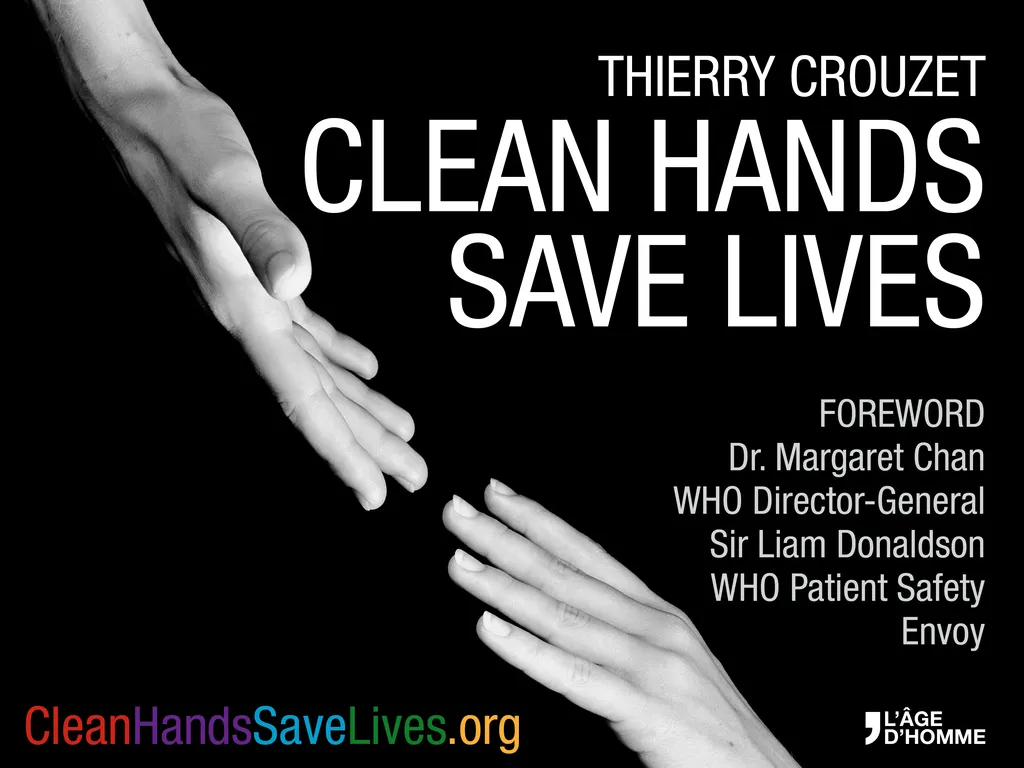 THIERRY CROUZET
CLEAN HANDS
SAVE LIVES
FOREWORD
Dr. Margaret Chan
WHO Director-General
Sir Liam Donaldson
WHO Patient Safety
Envoy
CleanHandsSaveLives.org
L'ÂGE
D'HOMME